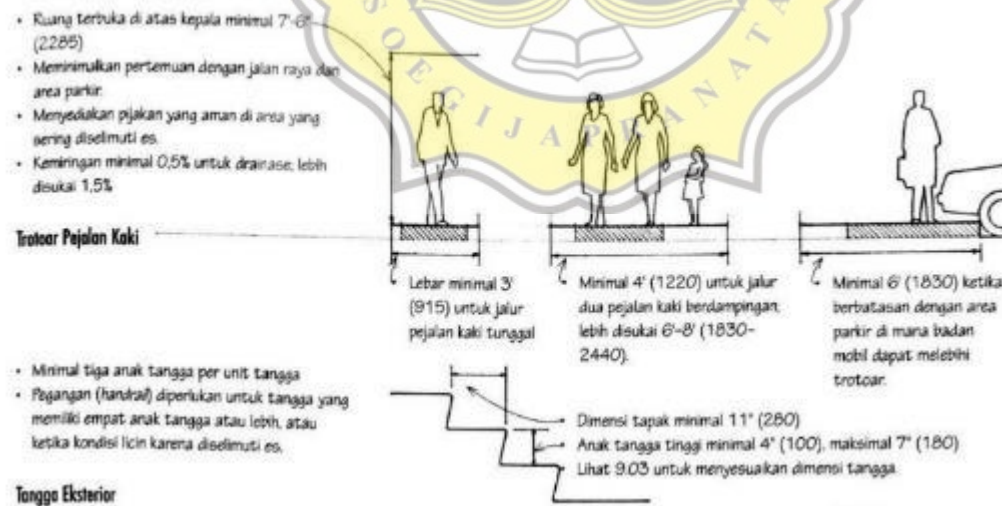 • Ruang terbuka di atas kepala minimal 7'-6"
(2285)
• Meminimalkan pertemuan dengan jalan raya dan
area parkir.
• Menyediakan pijakan yang aman di area yang
sering diselimuti es.
• Kemiringan minimal 0,5% untuk drainase; lebih
disukai 1,5%
SOEGIJAPRANATA
Trotoar Pejalan Kaki
Lebar minimal 3'
(915) untuk jalur
pejalan kaki tunggal
Minimal 4' (1220) untuk jalur
dua pejalan kaki berdampingan;
lebih disukai 6'-8' (1830-
2440).
Minimal 6' (1830) ketika
berbatasan dengan area
parkir di mana badan
mobil dapat melebihi
trotoar.
• Minimal tiga anak tangga per unit tangga
• Pegangan (handrail) diperlukan untuk tangga yang
memiliki empat anak tangga atau lebih, atau
ketika kondisi licin karena diselimuti es.
Dimensi tapak minimal 11" (280)
Anak tangga tinggi minimal 4" (100), maksimal 7" (180)
Lihat 9.03 untuk menyesuaikan dimensi tangga.
Tangga Eksterior